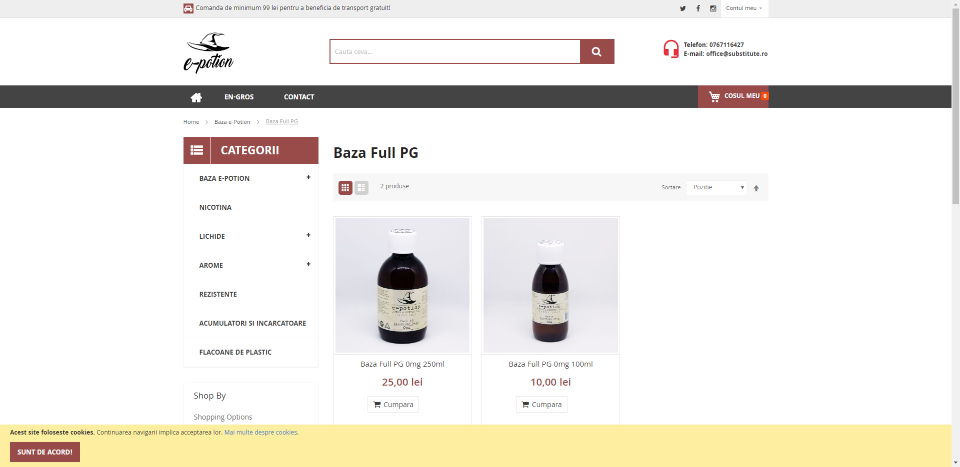 Comanda de minimum 99 lei pentru a beneficia de transport gratuit!
Contul meu
e-potion
Cauta ceva...
Telefon: 0767116427
E-mail: office@substitute.ro
EN-GROS
CONTACT
COSUL MEU 0
Home > Baza e-Potion > Baza Full PG
CATEGORII
BAZA E-POTION +
NICOTINA
LICHIDE +
AROME +
REZISTENTE
ACUMULATORI SI INCARCATOARE
FLACOANE DE PLASTIC
Shop By
Shopping Options
Baza Full PG
2 produse
Sortare Pozitie
e-potion
e-potion
Baza Full PG 0mg 250ml
25,00 lei
Cumpara
Baza Full PG 0mg 100ml
10,00 lei
Cumpara
Acest site foloseste cookies. Continuarea navigarii implica acceptarea lor. Mai multe despre cookies.
SUNT DE ACORD!